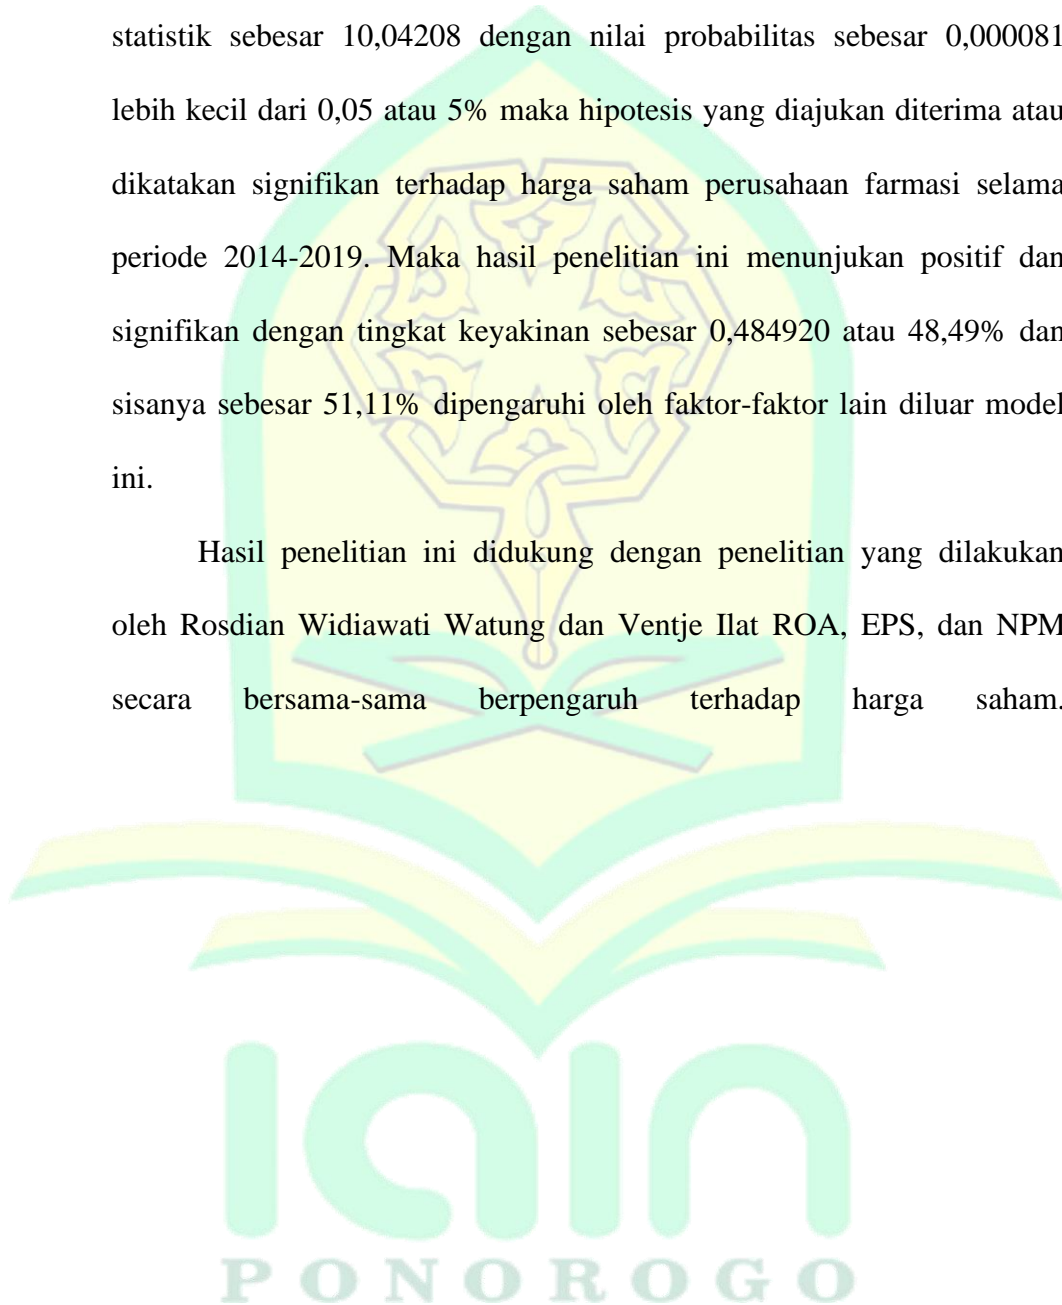 statistik sebesar 10,04208 dengan nilai probabilitas sebesar 0,000081
lebih kecil dari 0,05 atau 5% maka hipotesis yang diajukan diterima atau
dikatakan signifikan terhadap harga saham perusahaan farmasi selama
periode 2014-2019. Maka hasil penelitian ini menunjukan positif dan
signifikan dengan tingkat keyakinan sebesar 0,484920 atau 48,49% dan
sisanya sebesar 51,11% dipengaruhi oleh faktor-faktor lain diluar model
ini.
Hasil penelitian ini didukung dengan penelitian yang dilakukan
oleh Rosdian Widiawati Watung dan Ventje Ilat ROA, EPS, dan NPM
secara bersama-sama berpengaruh terhadap harga saham.
iain
PONOROGO